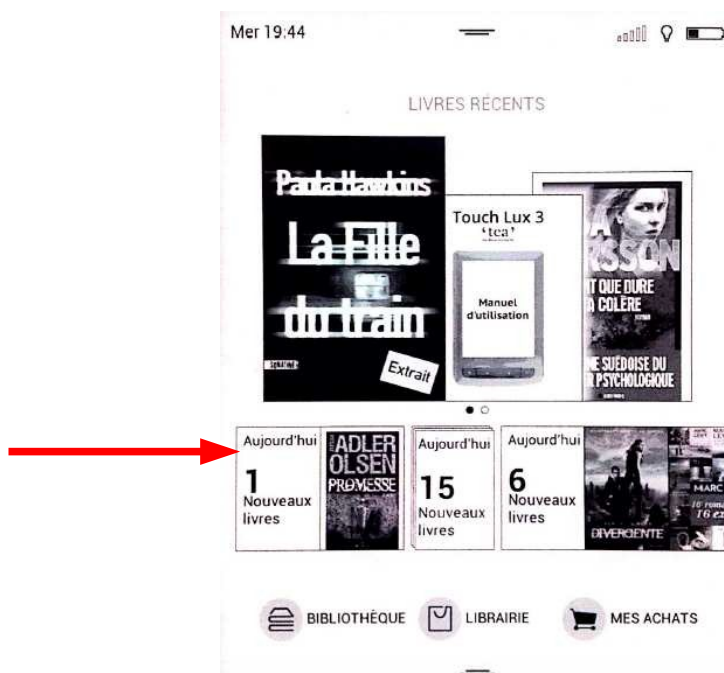 Mer 19:44
LIVRES RÉCENTS
Paula Hawkins
La Fille
du train
Extrait
Touch Lux 3
'tea'
Manuel
d'utilisation
T QUE DURE
A COLÈRE
NE SUÉDOISE DU
R PSYCHOLOGIQUE
Aujourd'hui
1
Nouveaux
livres
ADLER
OLSEN
PROMESSE
Aujourd'hui
15
Nouveaux
livres
Aujourd'hui
6
Nouveaux
livres
DIVERGENTE
MARC
BIBLIOTHÈQUE
LIBRAIRIE
MES ACHATS